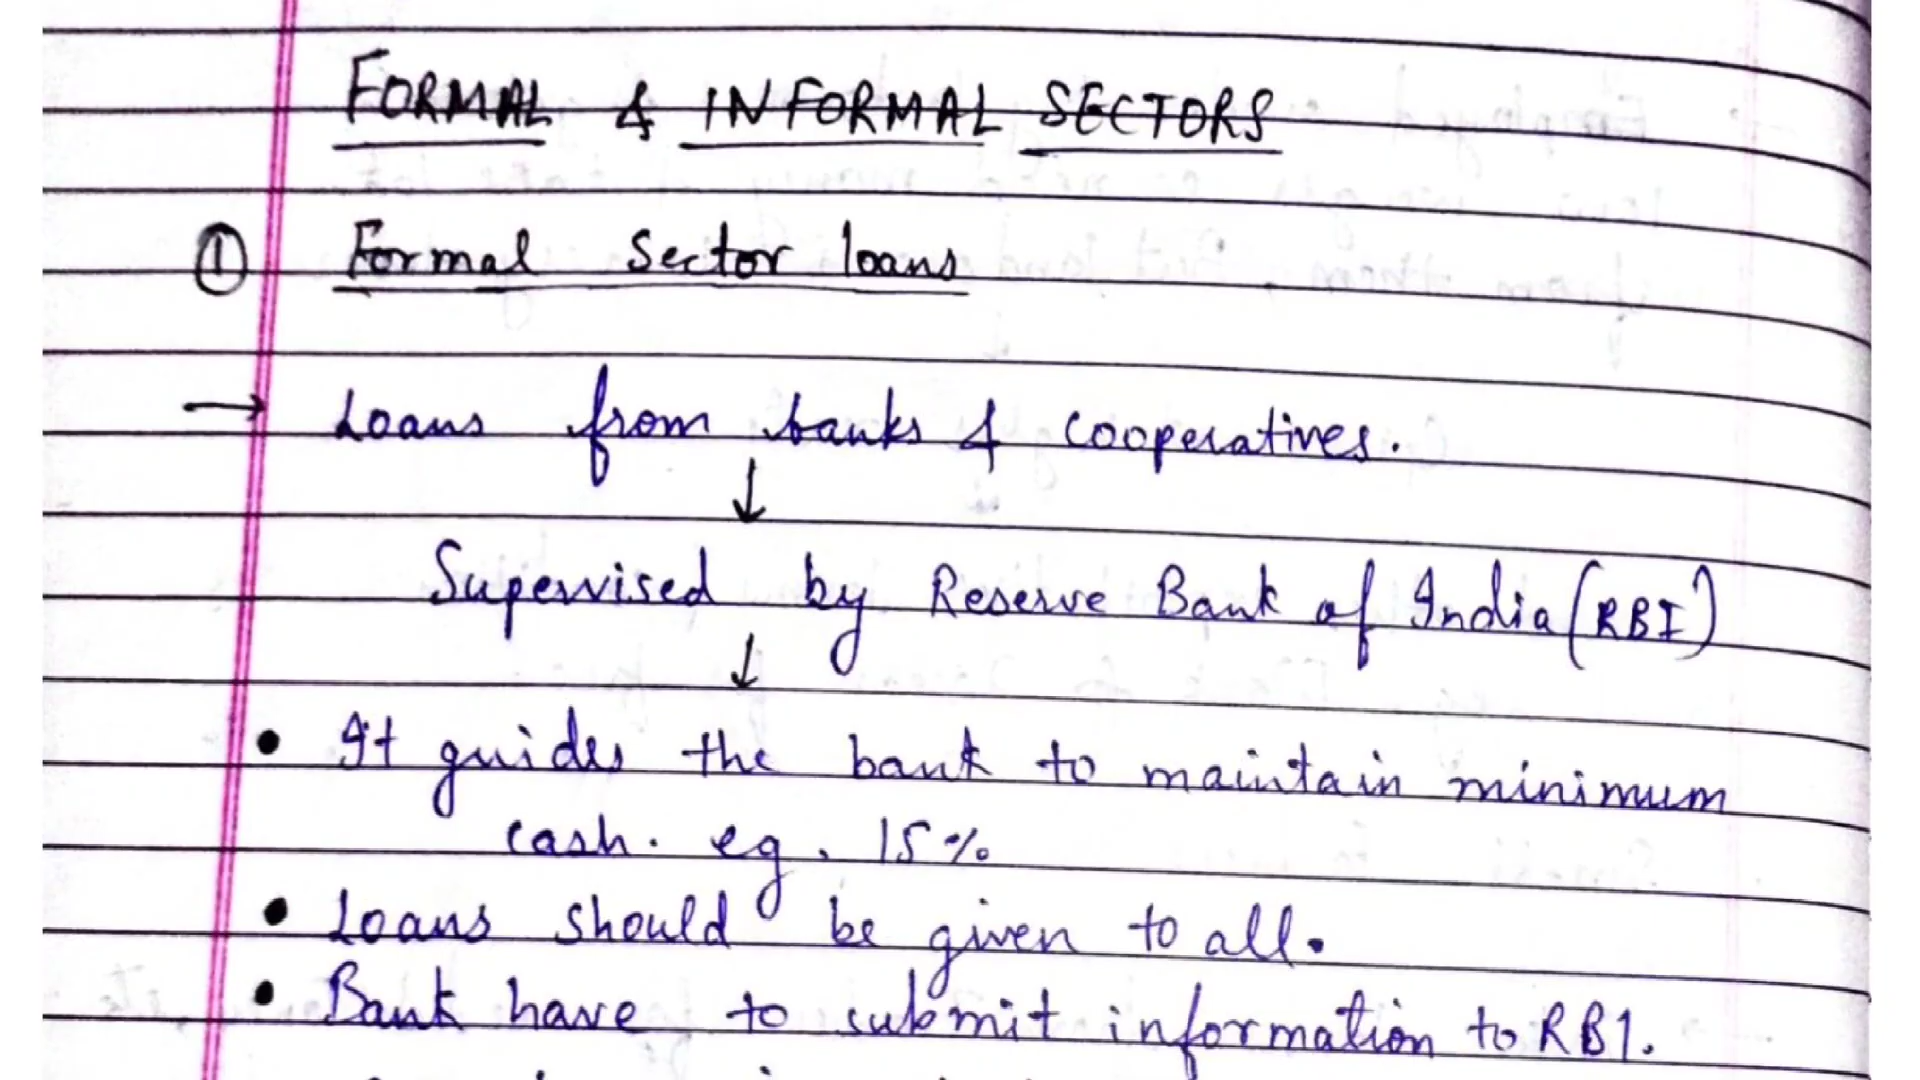 FORMAL & INFORMAL SECTORS
① Formal Sector loans
→ Loans from banks & cooperatives.
↓
Supervised by Reserve Bank of India (RBI)
↓
• It guides the bank to maintain minimum
cash. eg. 15%
• Loans should be given to all.
• Bank have to submit information to RBI.